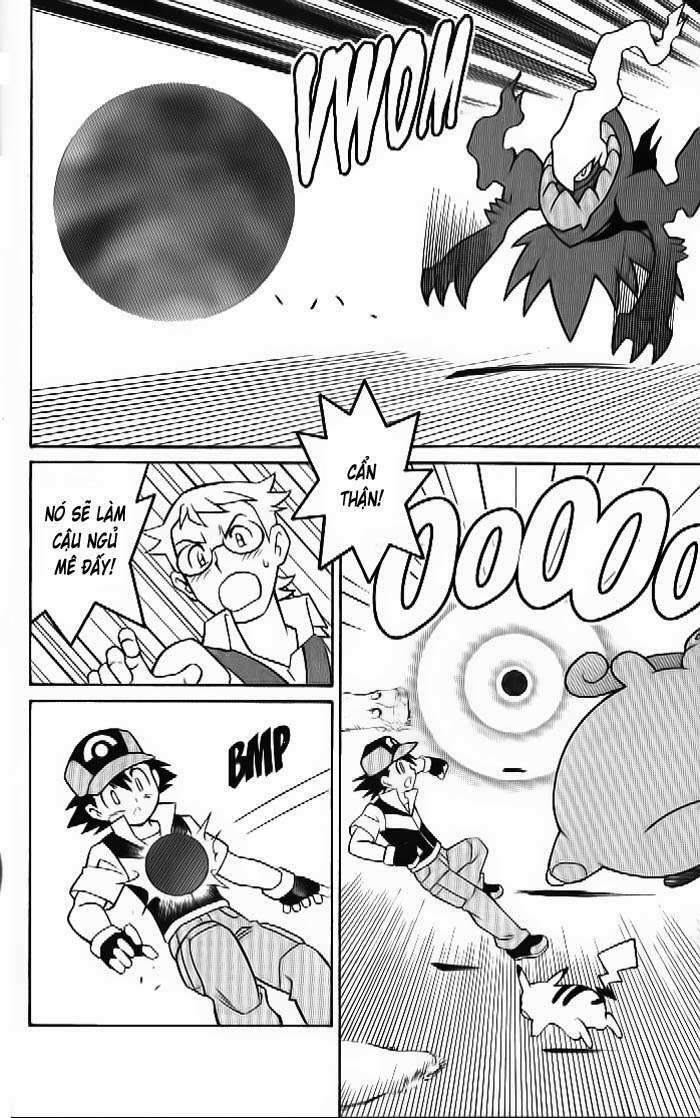 VWOM
CẨN
THẬN!
NÓ SẼ LÀM
CẬU NGỦ
MÊ ĐẤY!
OOOOO
BMP